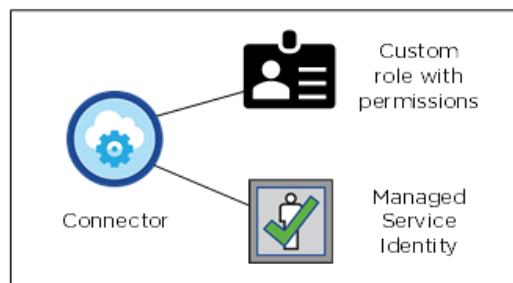 Custom
role with
permissions
Connector
Managed
Service
Identity